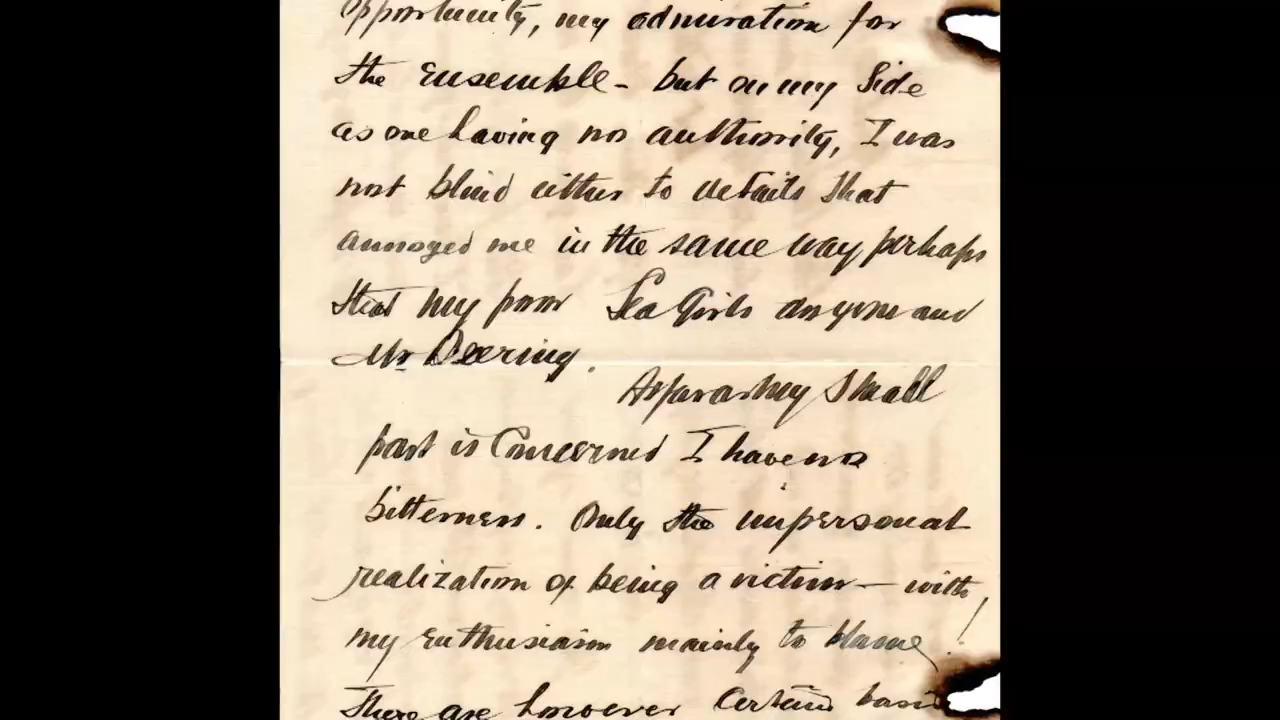 opportunity, my admiration for
the ensemble - but on my side
as one having no authority, I was
not blind either to details that
annoyed me in the same way perhaps
that my poor Sea Girls do you and
Mr Deering.
As far as my small
part is concerned I have no
bitterness. Only the impersonal
realization of being a victim — with
my enthusiasm mainly to blame!
There are however certain